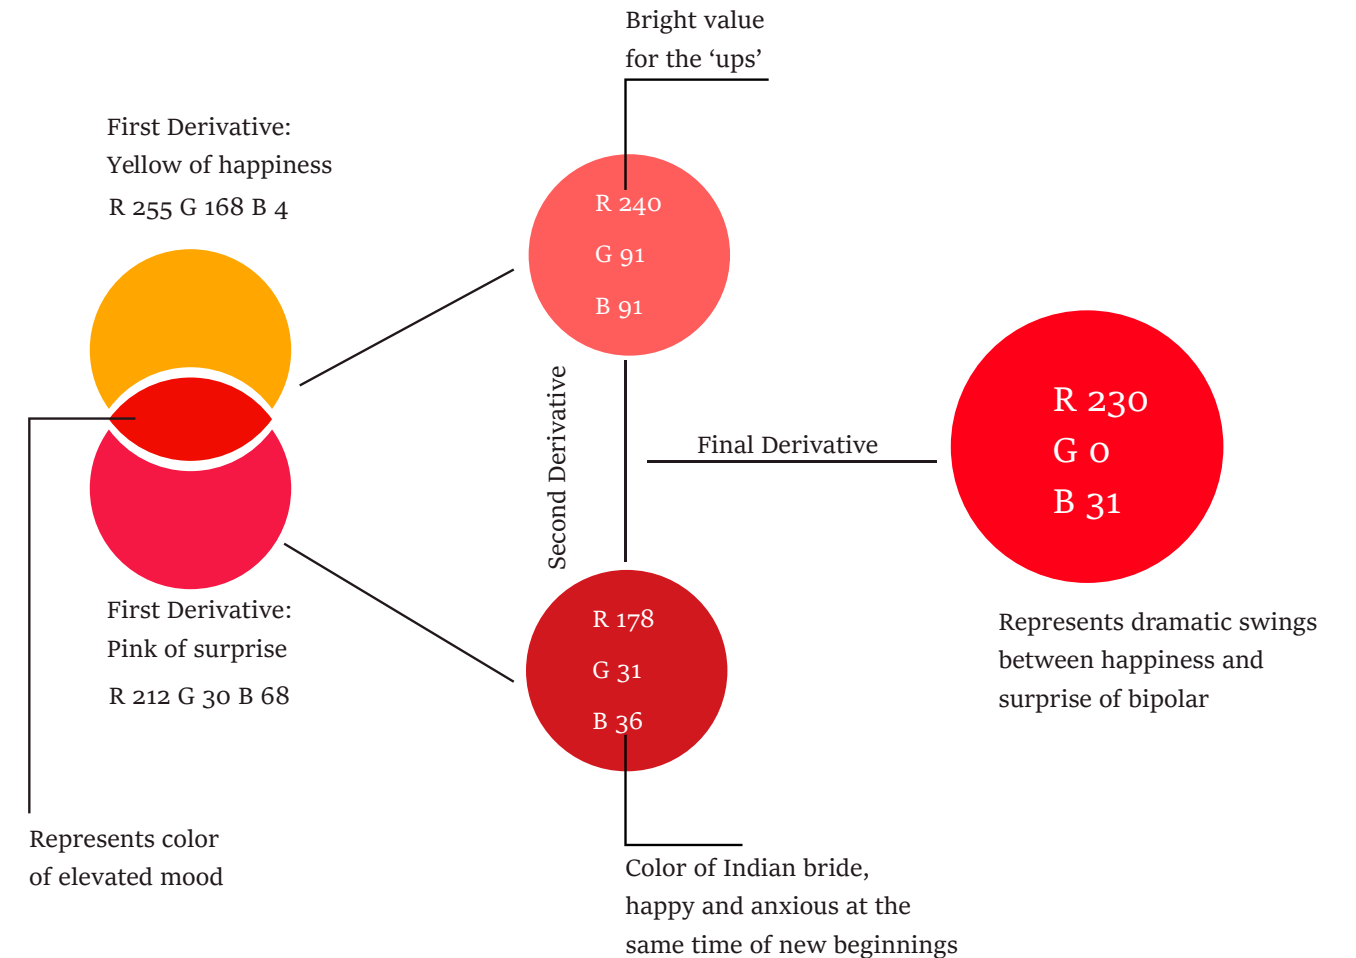 Bright value
for the ‘ups’
First Derivative:
Yellow of happiness
R 255 G 168 B 4
R 240
G 91
B 91
Second Derivative
Final Derivative
R 230
G 0
B 31
First Derivative:
Pink of surprise
R 212 G 30 B 68
R 178
G 31
B 36
Represents dramatic swings
between happiness and
surprise of bipolar
Represents color
of elevated mood
Color of Indian bride,
happy and anxious at the
same time of new beginnings